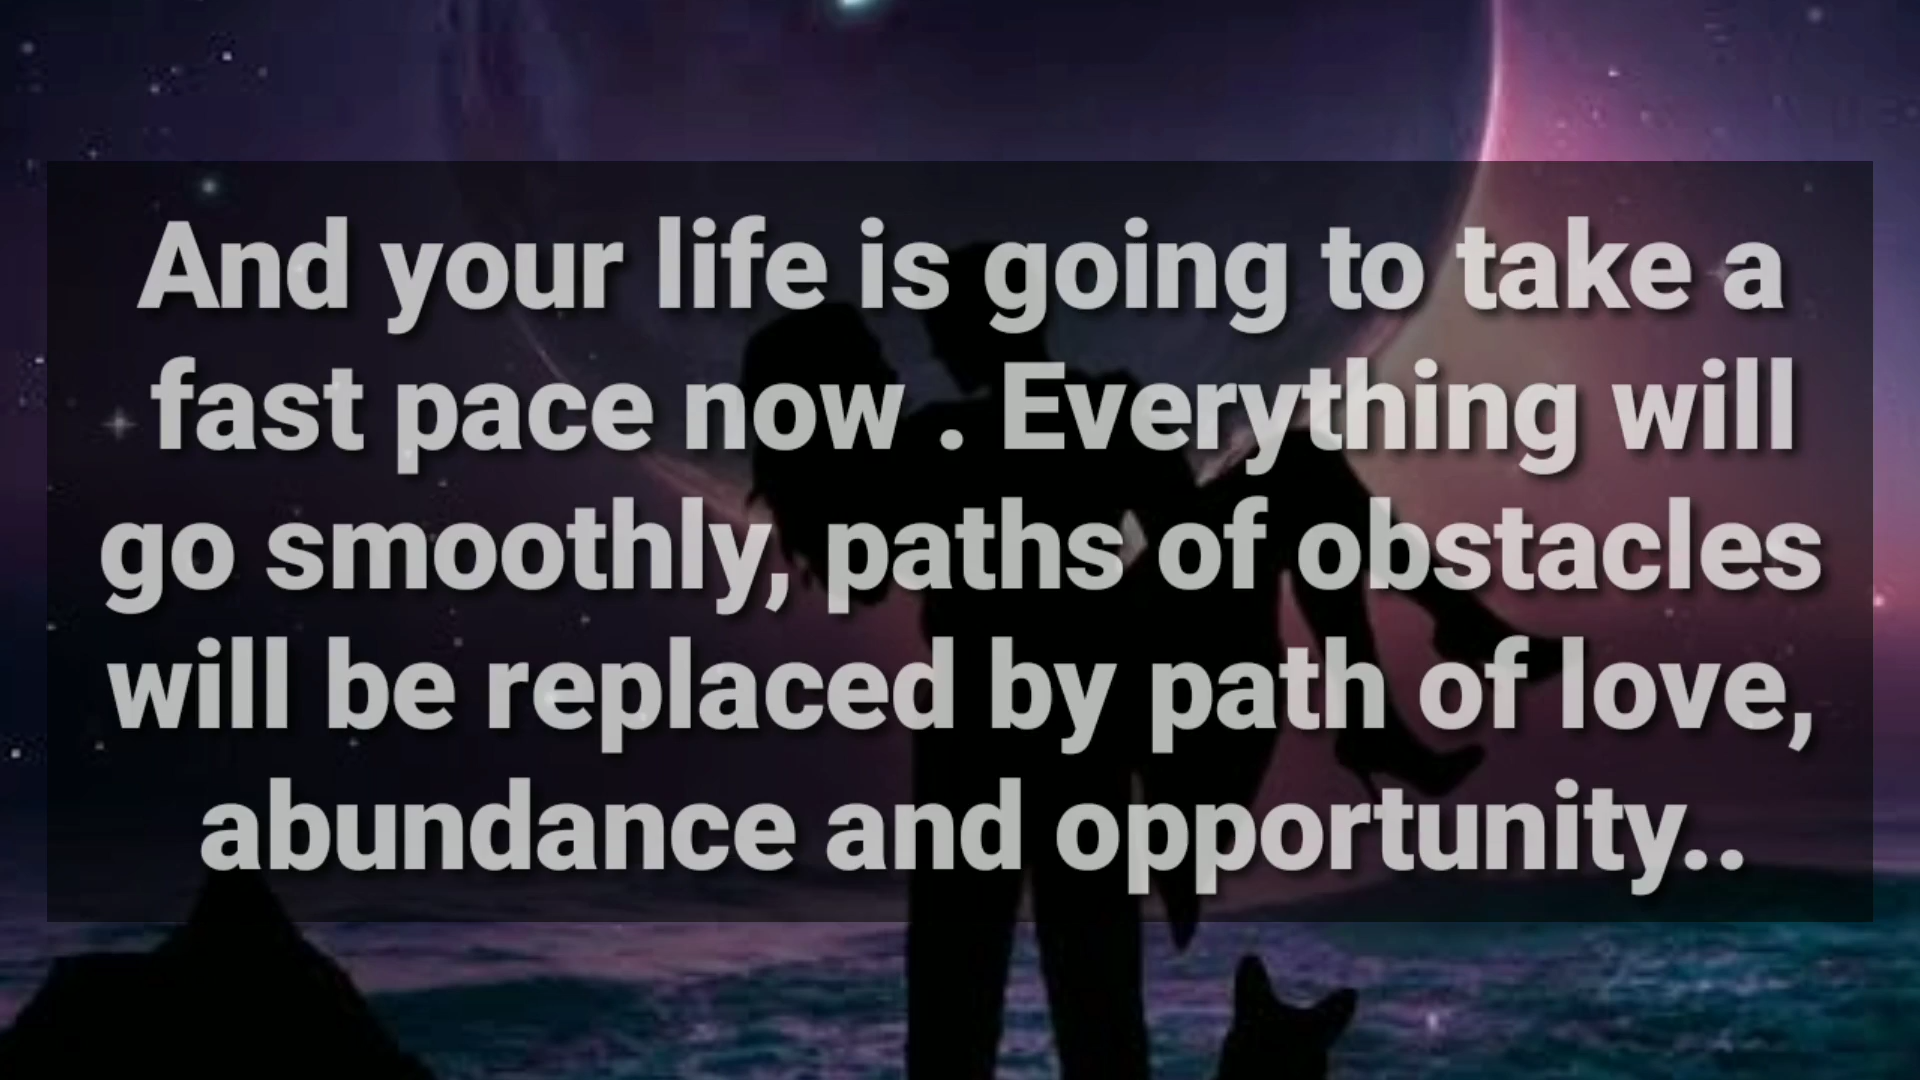 And your life is going to take a
fast pace now . Everything will
go smoothly, paths of obstacles
will be replaced by path of love,
abundance and opportunity..